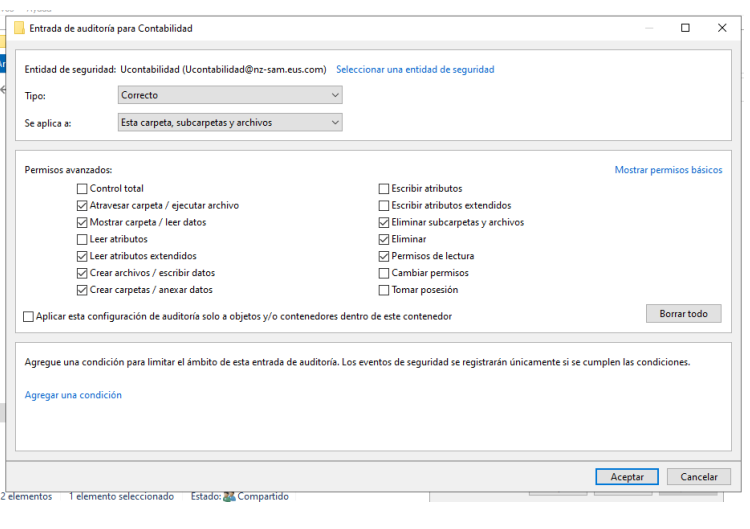 Entrada de auditoría para Contabilidad
Entidad de seguridad: Ucontabilidad (Ucontabilidad@nz-sam.eus.com) Seleccionar una entidad de seguridad
Tipo: Correcto
Se aplica a: Esta carpeta, subcarpetas y archivos
Permisos avanzados: Mostrar permisos básicos
Control total Escribir atributos
Atravesar carpeta / ejecutar archivo Escribir atributos extendidos
Mostrar carpeta / leer datos Eliminar subcarpetas y archivos
Leer atributos Eliminar
Leer atributos extendidos Permisos de lectura
Crear archivos / escribir datos Cambiar permisos
Crear carpetas / anexar datos Tomar posesión
Aplicar esta configuración de auditoría solo a objetos y/o contenedores dentro de este contenedor Borrar todo
Agregue una condición para limitar el ámbito de esta entrada de auditoría. Los eventos de seguridad se registrarán únicamente si se cumplen las condiciones.
Agregar una condición
Aceptar Cancelar
2 elementos 1 elemento seleccionado Estado: Compartido